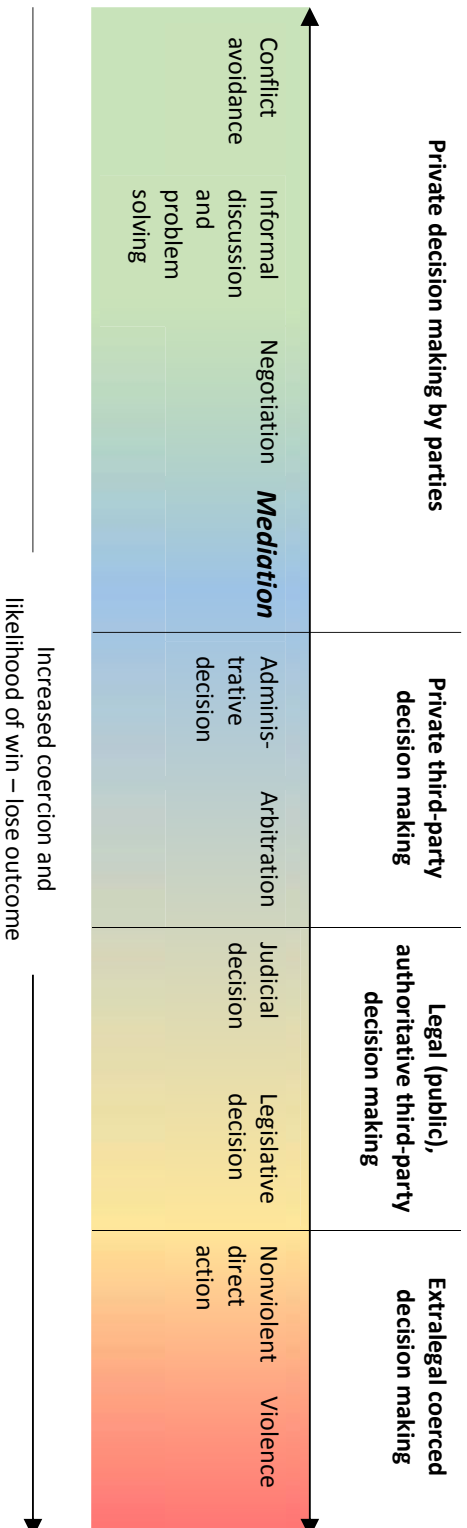 Private decision making by parties
Private third-party
decision making
Legal (public),
authoritative third-party
decision making
Extralegal coerced
decision making
Conflict
avoidance
Informal
discussion
and
problem
solving
Negotiation
Mediation
Adminis-
trative
decision
Arbitration
Judicial
decision
Legislative
decision
Nonviolent
direct
action
Violence
Increased coercion and
likelihood of win – lose outcome